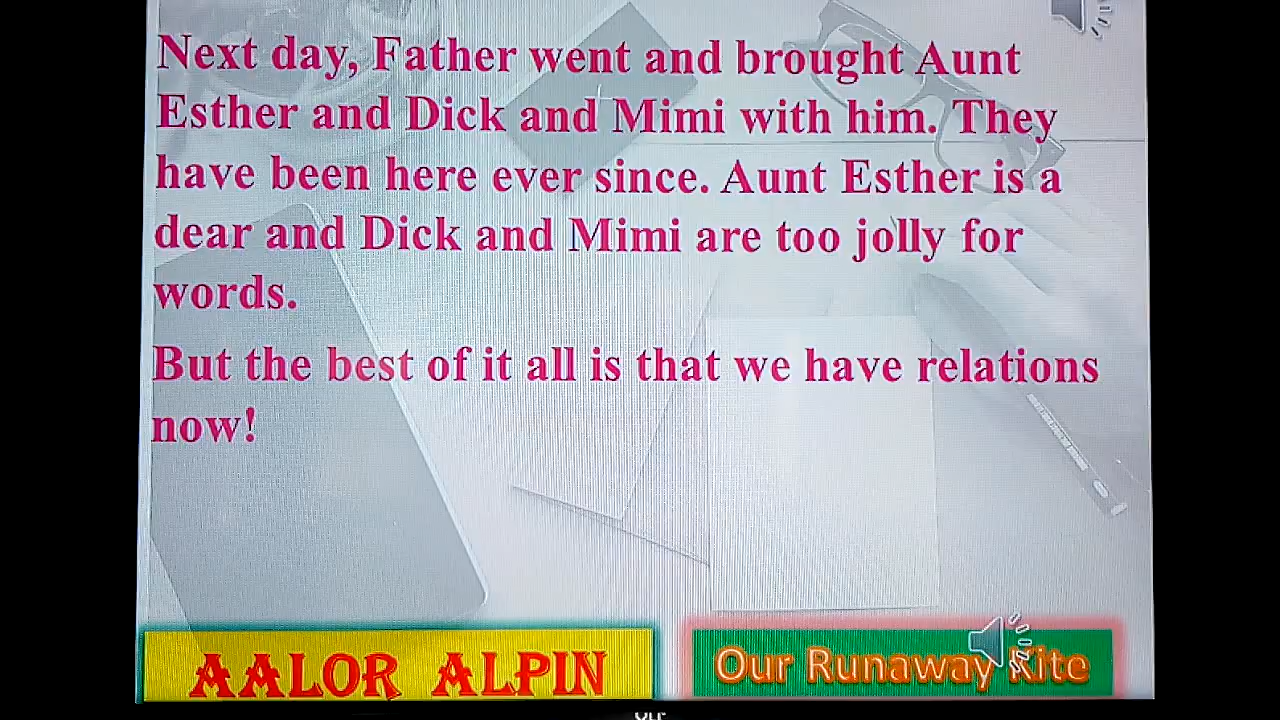 Next day, Father went and brought Aunt
Esther and Dick and Mimi with him. They
have been here ever since. Aunt Esther is a
dear and Dick and Mimi are too jolly for
words.
But the best of it all is that we have relations
now!
AALOR ALPIN
Our Runaway Kite